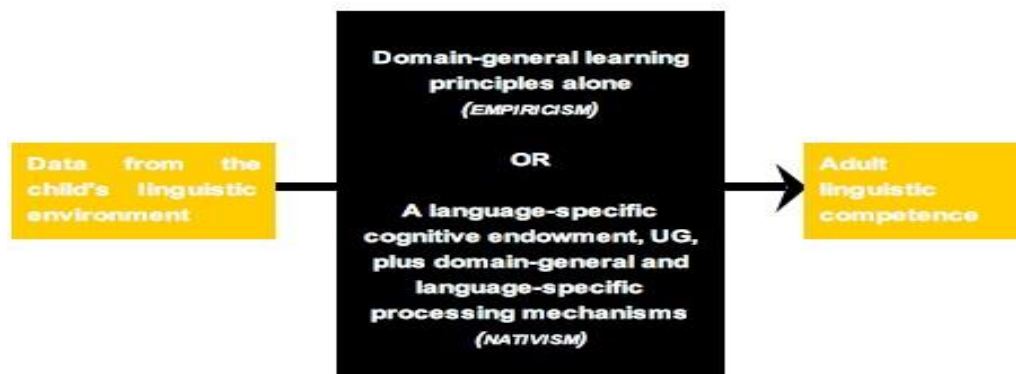 Data from the
child's linguistic
environment
Domain-general learning
principles alone
(EMPIRICISM)
OR
A language-specific
cognitive endowment, UG,
plus domain-general and
language-specific
processing mechanisms
(NATIVISM)
Adult
linguistic
competence